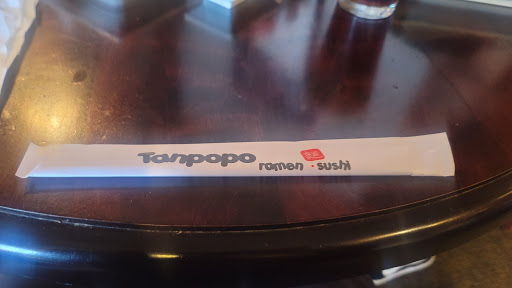 Tanpopo
ramen · sushi